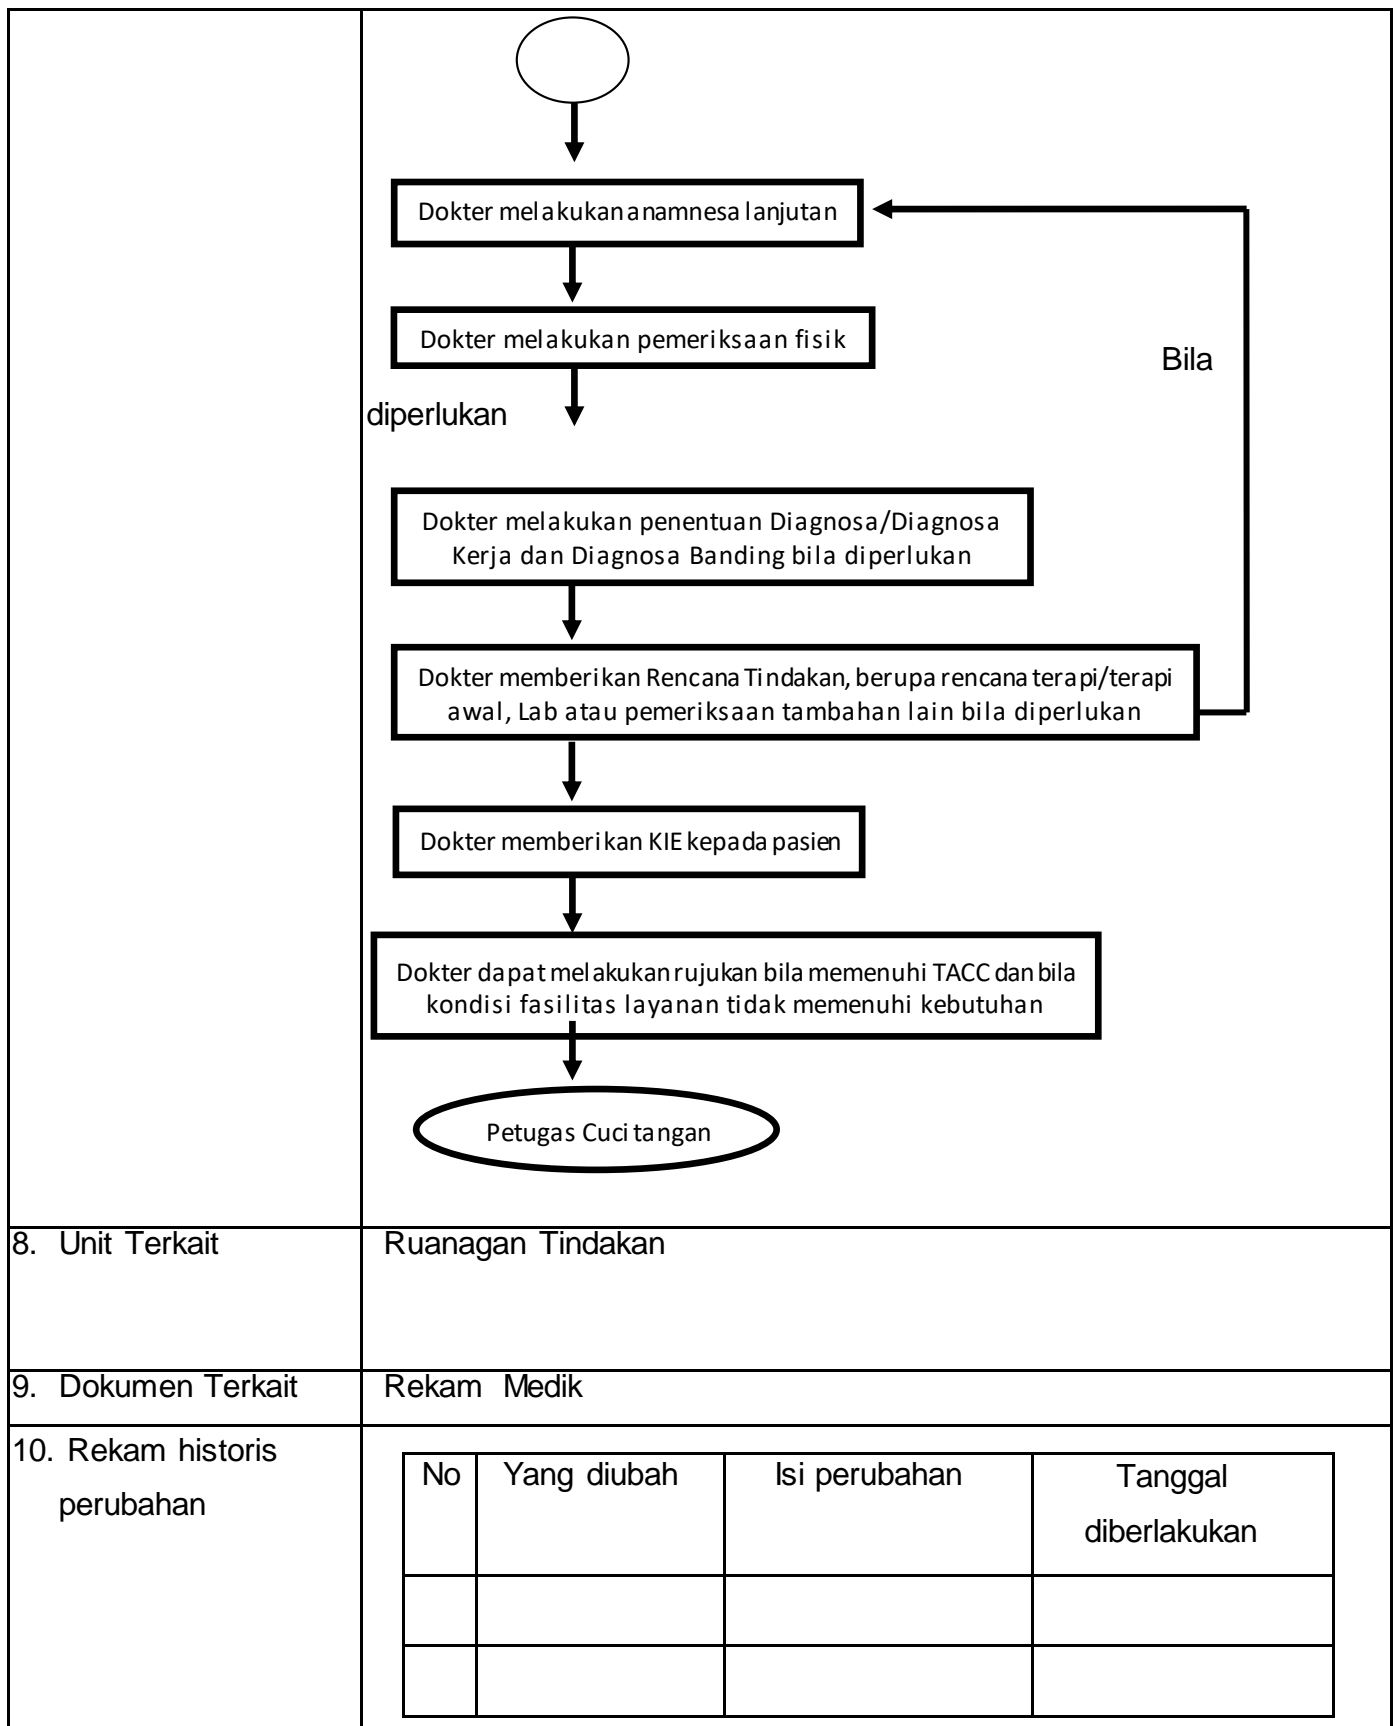 Dokter melakukan anamnesa lanjutan
Dokter melakukan pemeriksaan fisik
Bila
diperlukan
Dokter melakukan penentuan Diagnosa/Diagnosa
Kerja dan Diagnosa Banding bila diperlukan
Dokter memberikan Rencana Tindakan, berupa rencana terapi/terapi
awal, Lab atau pemeriksaan tambahan lain bila diperlukan
Dokter memberikan KIE kepada pasien
Dokter dapat melakukan rujukan bila memenuhi TACC dan bila
kondisi fasilitas layanan tidak memenuhi kebutuhan
Petugas Cuci tangan
8. Unit Terkait
Ruanagan Tindakan
9. Dokumen Terkait
Rekam Medik
10. Rekam historis
perubahan
No
Yang diubah
Isi perubahan
Tanggal
diberlakukan